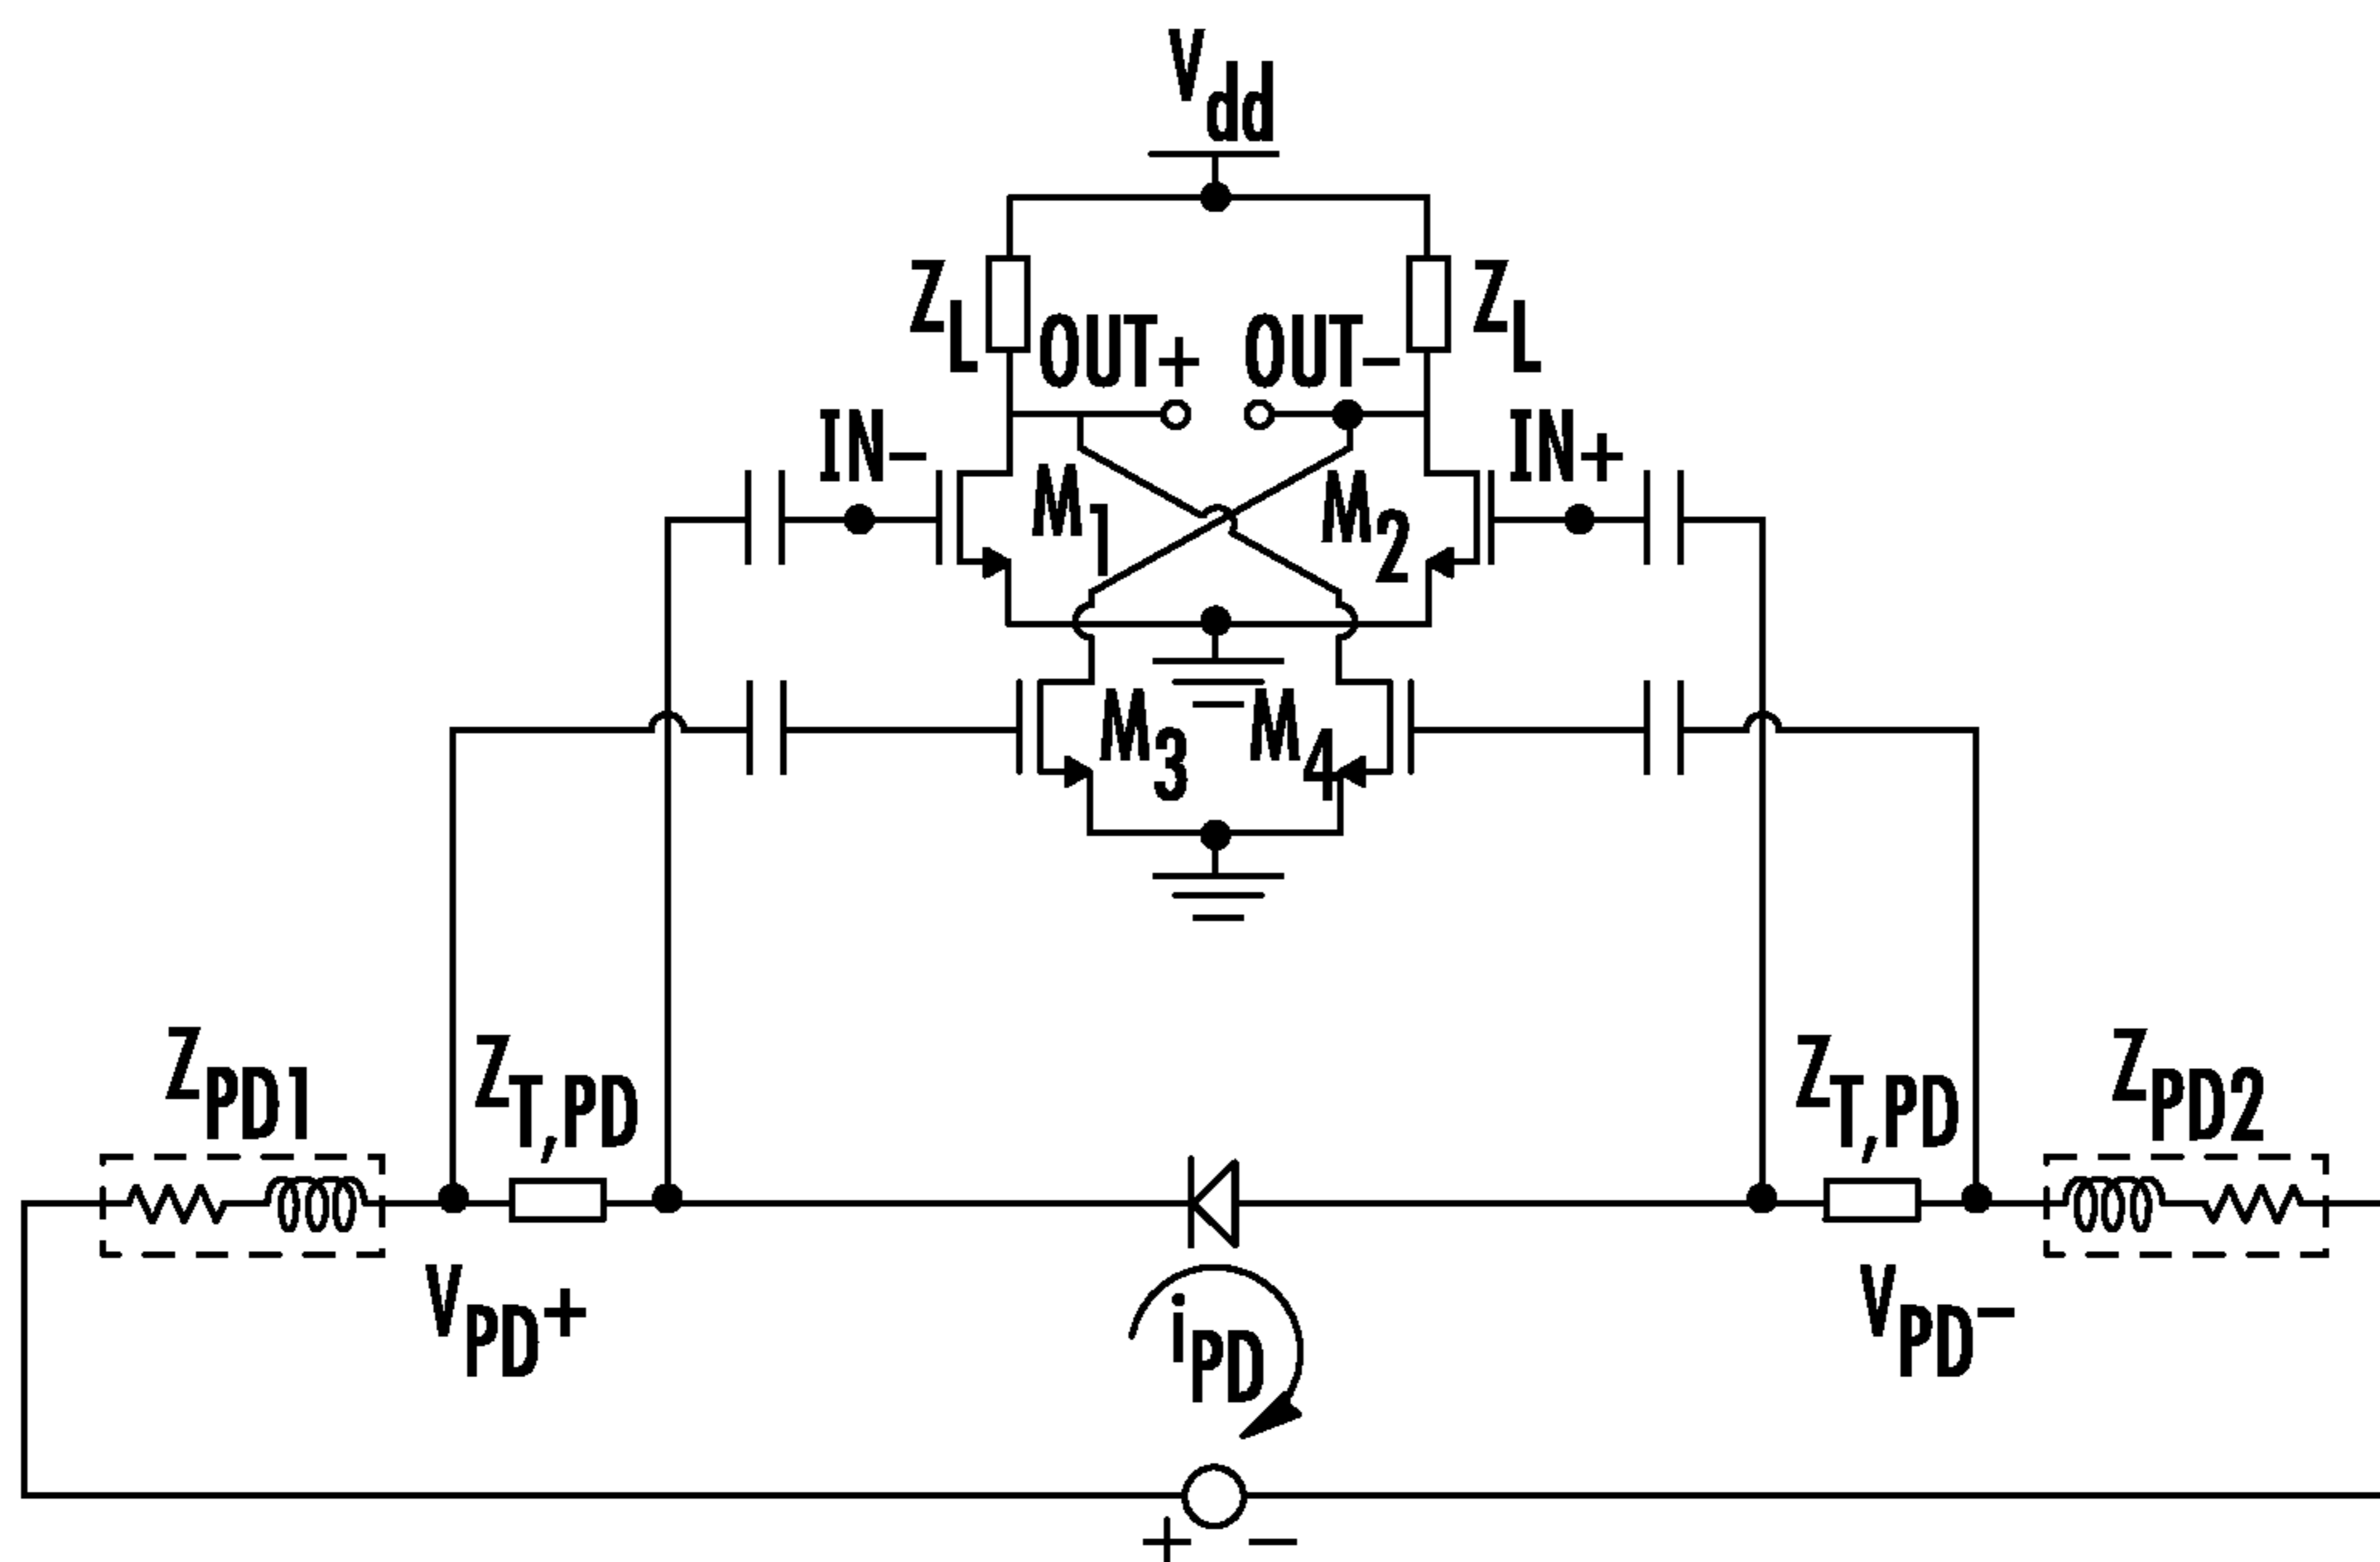 Vdd
ZL
OUT+
OUT-
ZL
IN-
M1
M2
IN+
M3
M4
ZPD1
ZT,PD
ZT,PD
ZPD2
VPD+
iPD
VPD-
+ -